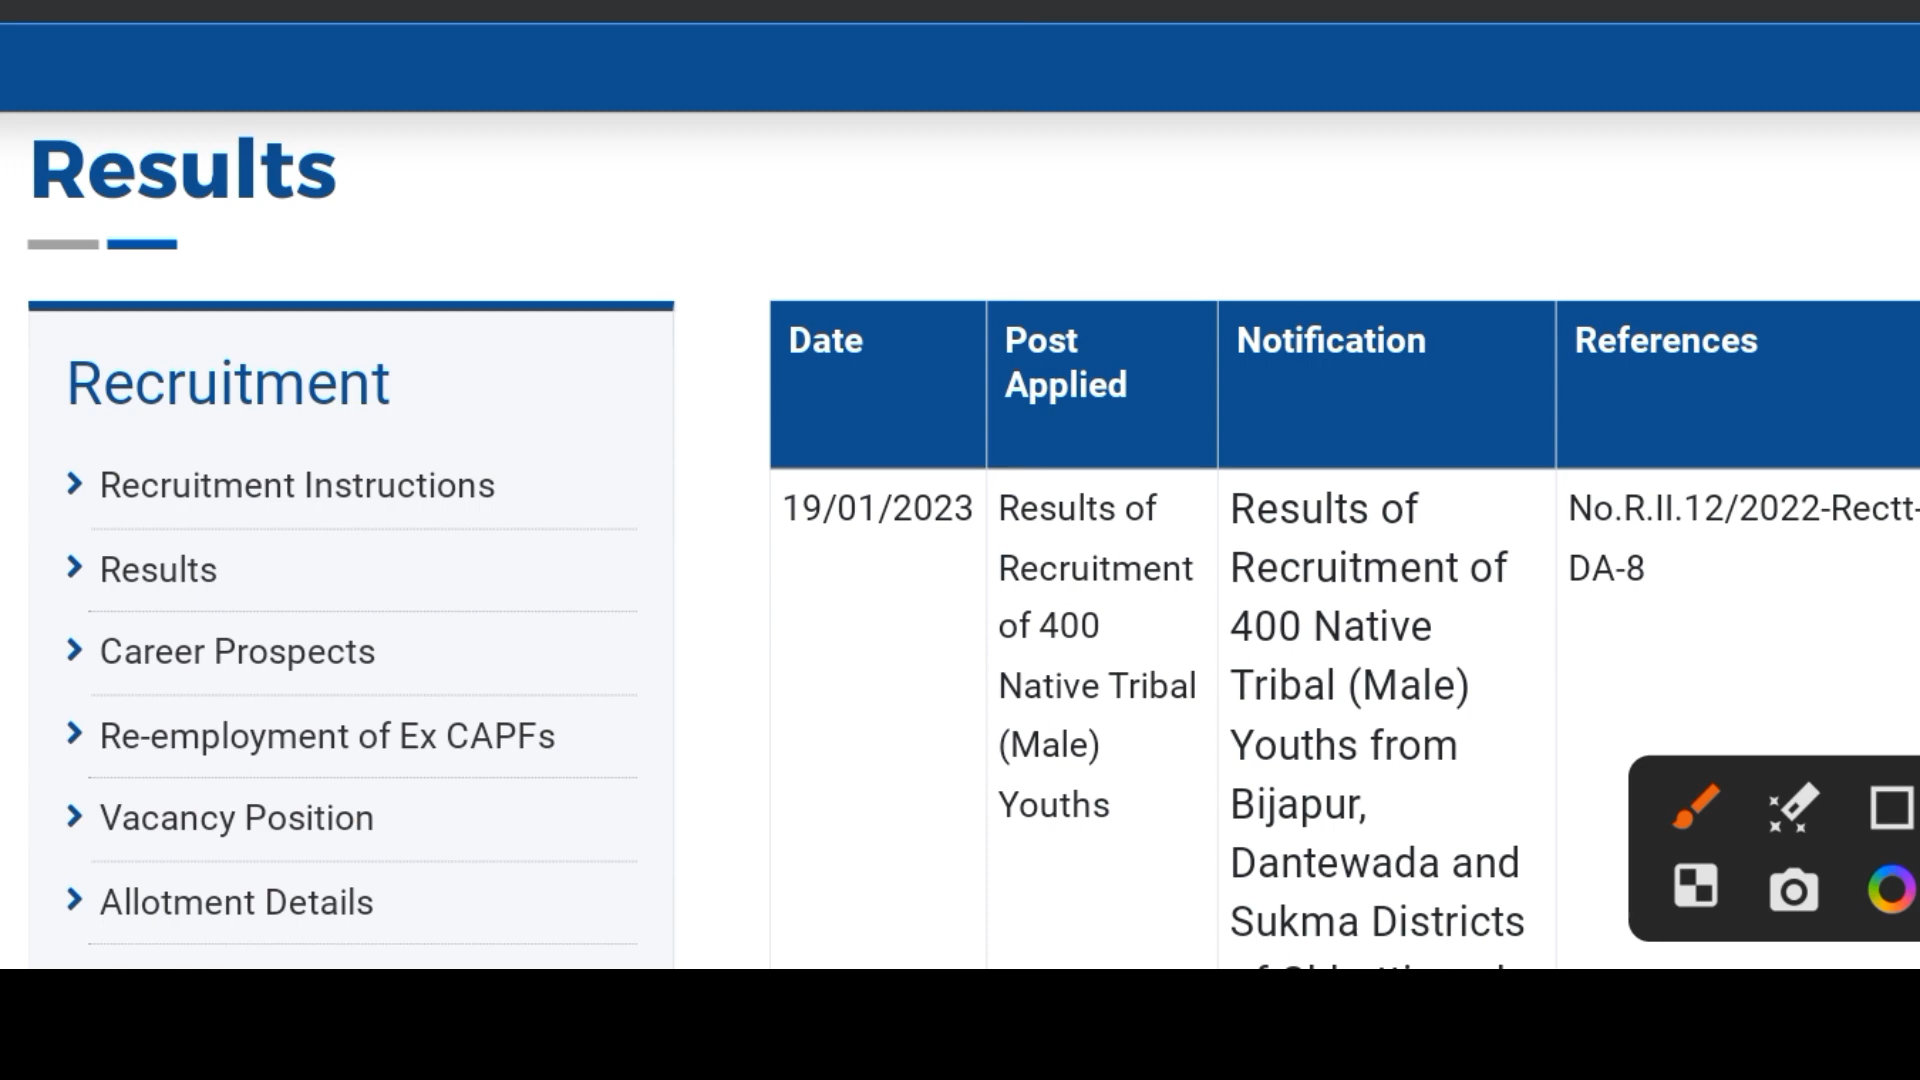 Results
Recruitment
Recruitment Instructions
Results
Career Prospects
Re-employment of Ex CAPFs
Vacancy Position
Allotment Details
Date
Post
Applied
Notification
References
19/01/2023
Results of
Recruitment
of 400
Native Tribal
(Male)
Youths
Results of
Recruitment of
400 Native
Tribal (Male)
Youths from
Bijapur,
Dantewada and
Sukma Districts
No.R.II.12/2022-Rectt-
DA-8